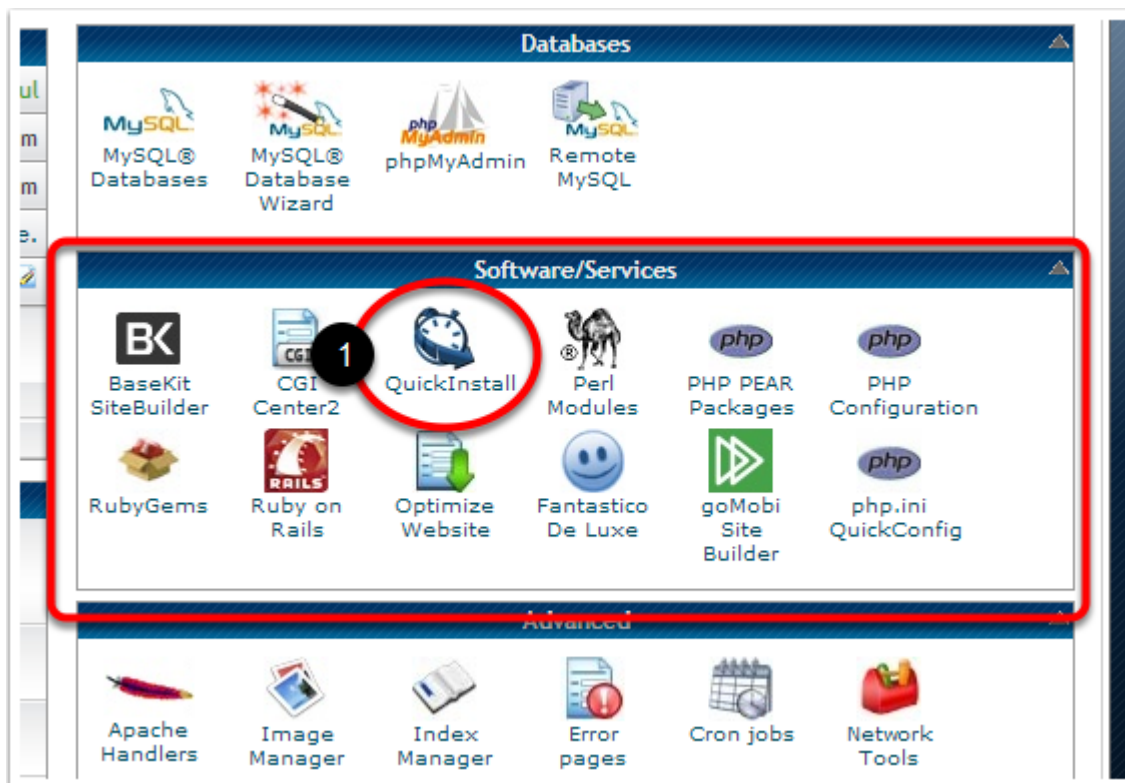 Databases
ul
m
m
e.
MySQL
MySQL
php
MyAdmin
MySQL
MySQL®
Databases
MySQL®
Database
Wizard
phpMyAdmin
Remote
MySQL
Software/Services
BK
CGI
1
®
php
php
BaseKit
SiteBuilder
CGI
Center2
QuickInstall
Perl
Modules
PHP PEAR
Packages
PHP
Configuration
RAILS
php
RubyGems
Ruby on
Rails
Optimize
Website
Fantastico
De Luxe
goMobi
Site
Builder
php.ini
QuickConfig
Advanced
Apache
Handlers
Image
Manager
Index
Manager
Error
pages
Cron jobs
Network
Tools